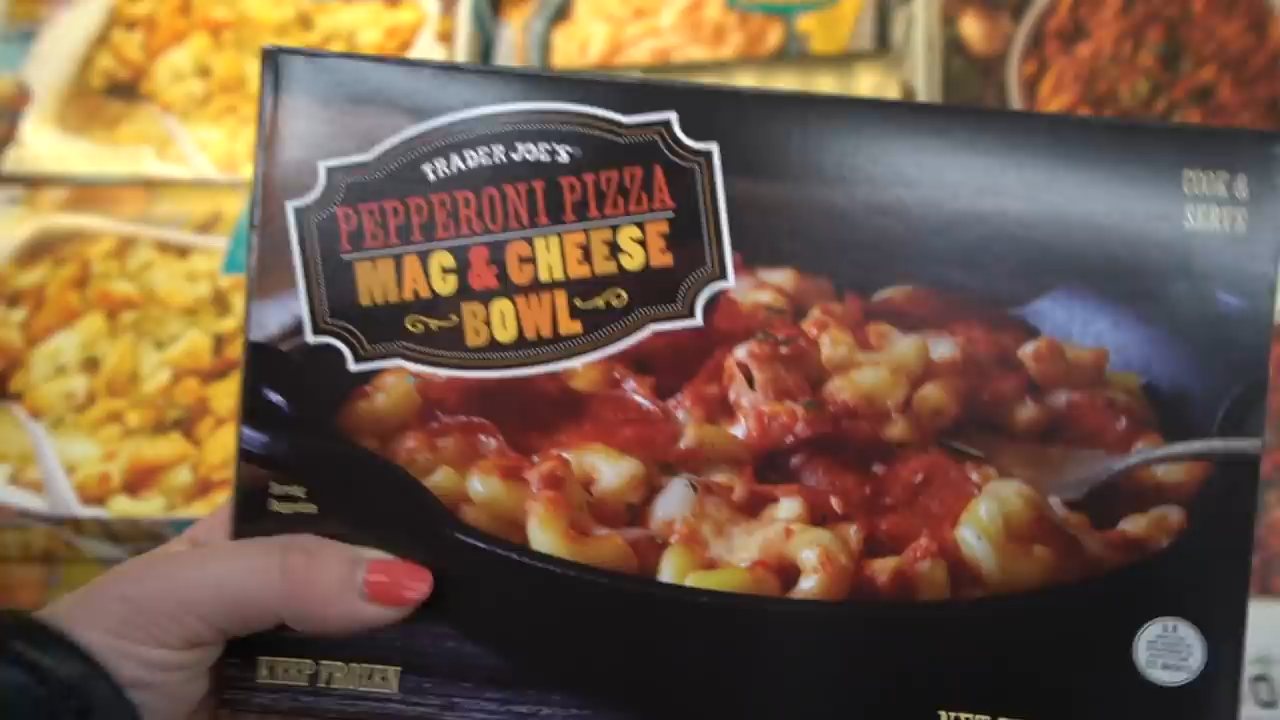 TRADER JOE'S
PEPPERONI PIZZA
MAC & CHEESE
BOWL
COOK &
SERVE
KEEP FROZEN